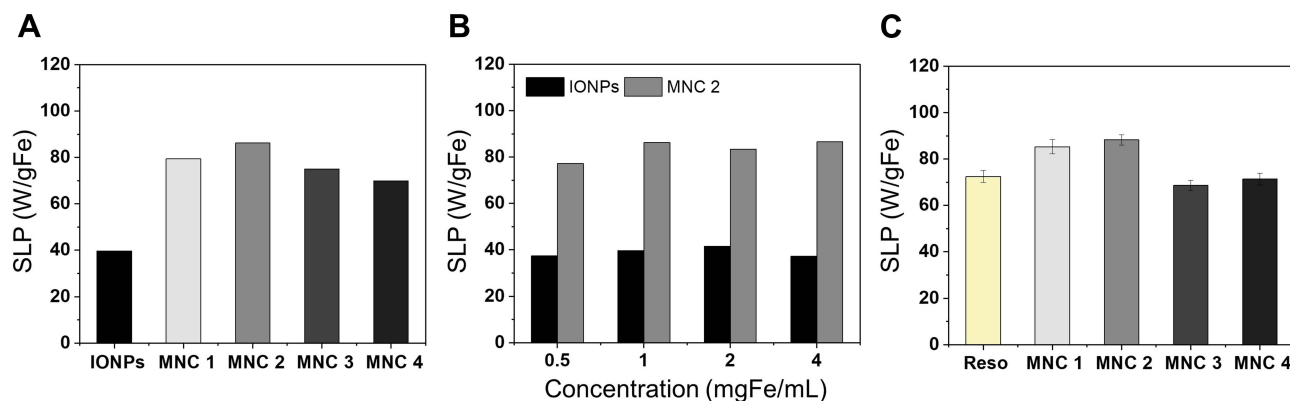 A
SLP (W/gFe)
120
100
80
60
40
20
0
IONPs MNC 1 MNC 2 MNC 3 MNC 4
B
SLP (W/gFe)
120
100
80
60
40
20
0
IONPs MNC 2
0.5 1 2 4
Concentration (mgFe/mL)
C
SLP (W/gFe)
120
100
80
60
40
20
0
Reso MNC 1 MNC 2 MNC 3 MNC 4